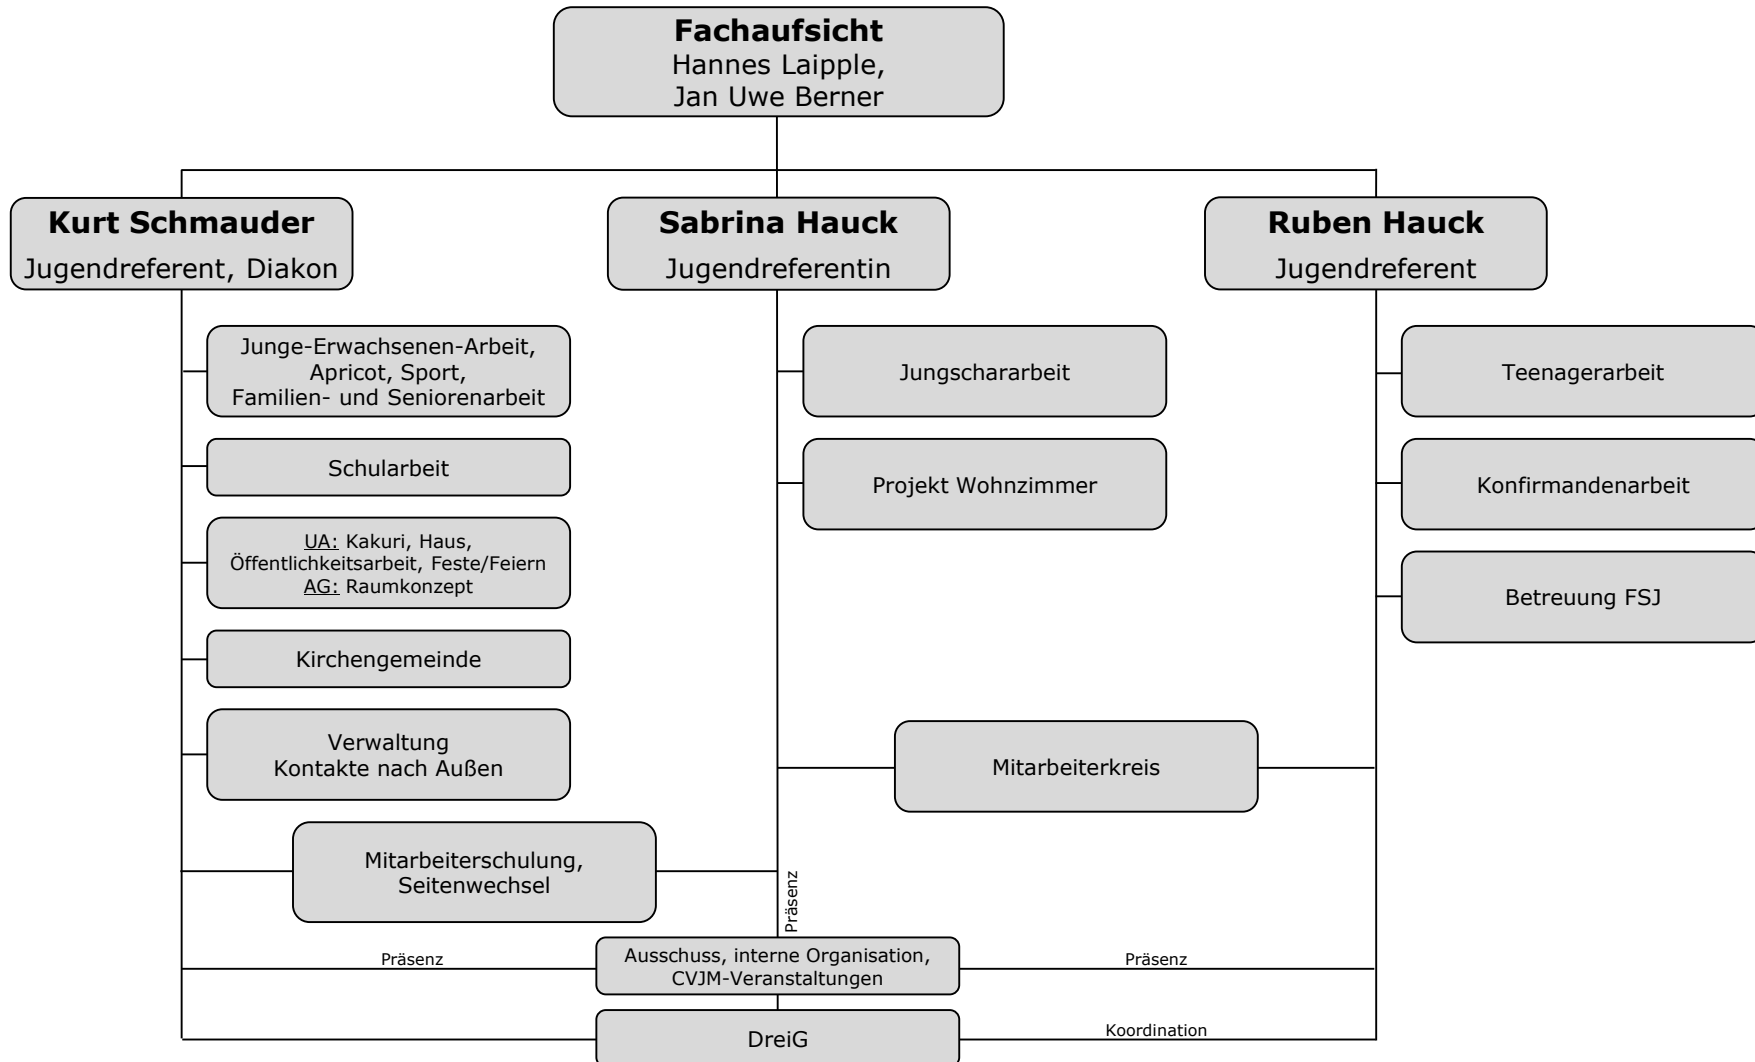 Fachaufsicht
Hannes Laipple,
Jan Uwe Berner
Kurt Schmauder
Jugendreferent, Diakon
Sabrina Hauck
Jugendreferentin
Ruben Hauck
Jugendreferent
Junge-Erwachsenen-Arbeit,
Apricot, Sport,
Familien- und Seniorenarbeit
Jungschararbeit
Teenagerarbeit
Schularbeit
Projekt Wohnzimmer
Konfirmandenarbeit
UA: Kakuri, Haus,
Öffentlichkeitsarbeit, Feste/Feiern
AG: Raumkonzept
Betreuung FSJ
Kirchengemeinde
Verwaltung
Kontakte nach Außen
Mitarbeiterkreis
Mitarbeiterschulung,
Seitenwechsel
Präsenz
Präsenz
Ausschuss, interne Organisation,
CVJM-Veranstaltungen
Präsenz
DreiG
Koordination